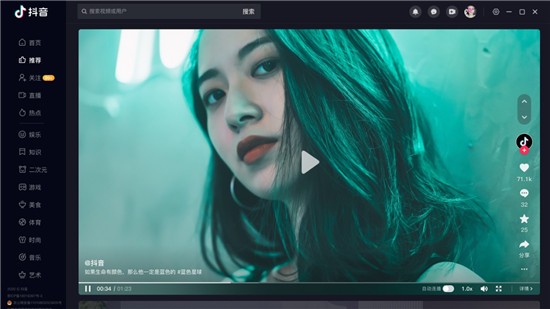 抖音
搜索视频或用户
搜索
首页
推荐
关注
直播
热点
娱乐
知识
二次元
游戏
美食
体育
时尚
音乐
艺术
71.1k
32
25
分享
@抖音
如果生命有颜色，那么他一定是蓝色的 #蓝色星球
00:34 / 01:03
自动连播
1.0x
详情